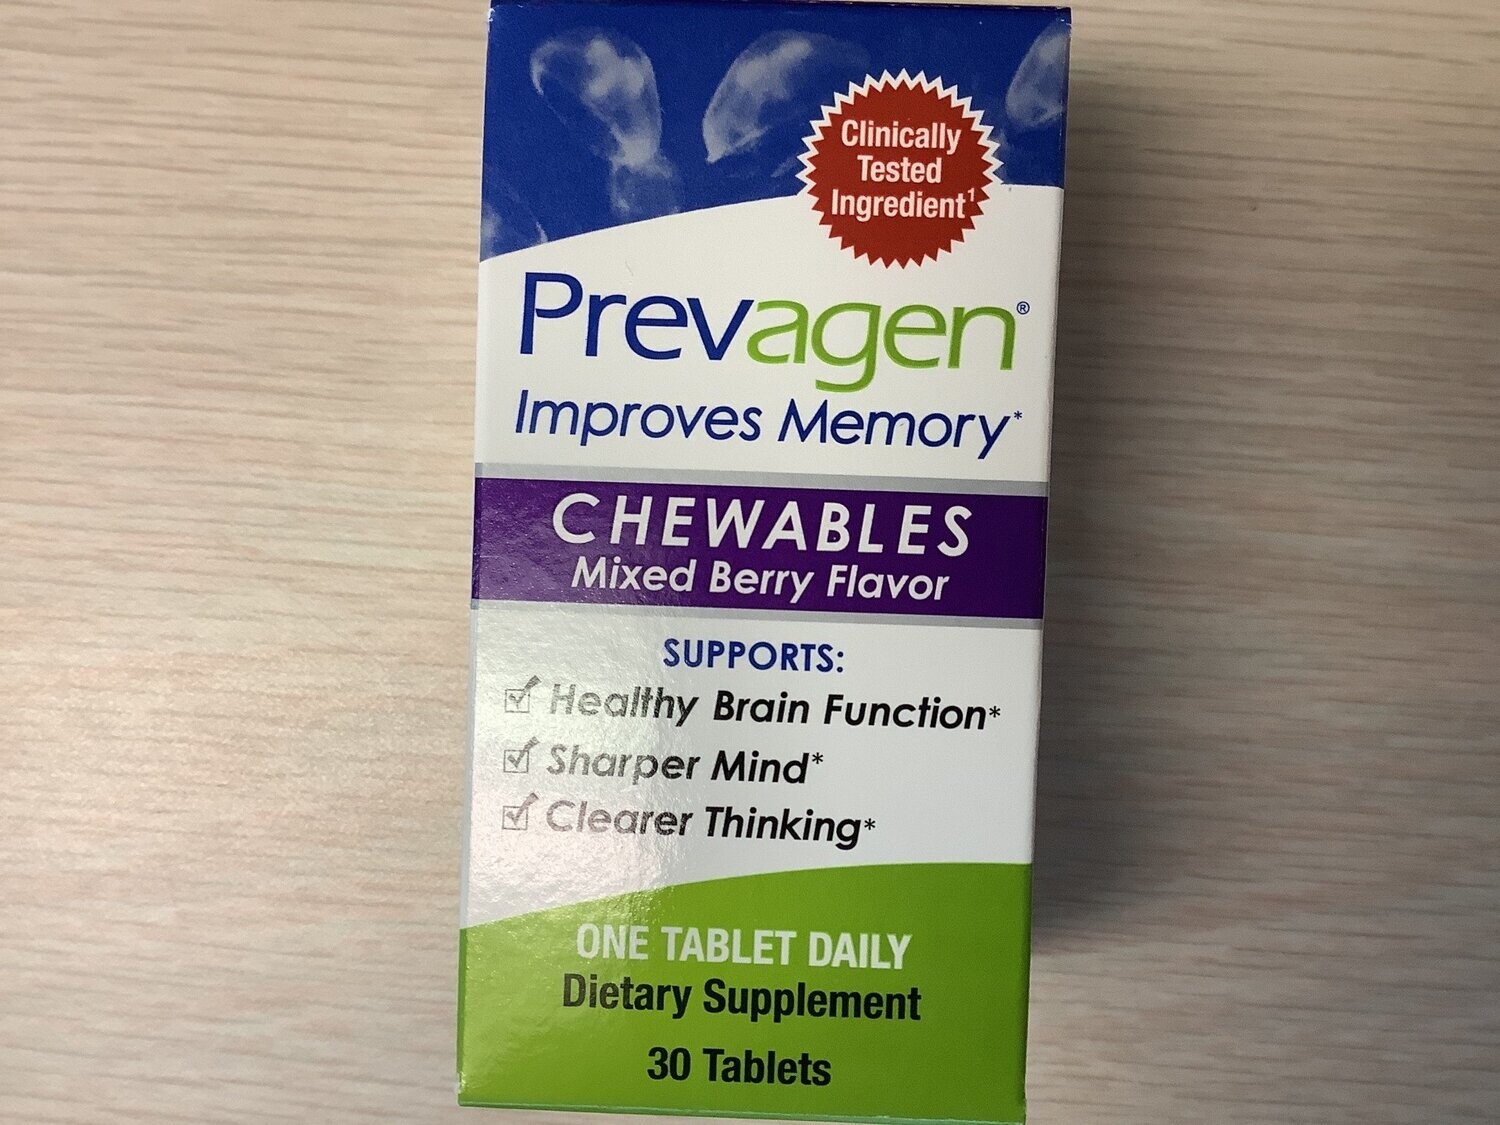 Clinically
Tested
Ingredient¹
Prevagen®
Improves Memory*
CHEWABLES
Mixed Berry Flavor
SUPPORTS:
Healthy Brain Function*
Sharper Mind*
Clearer Thinking*
ONE TABLET DAILY
Dietary Supplement
30 Tablets